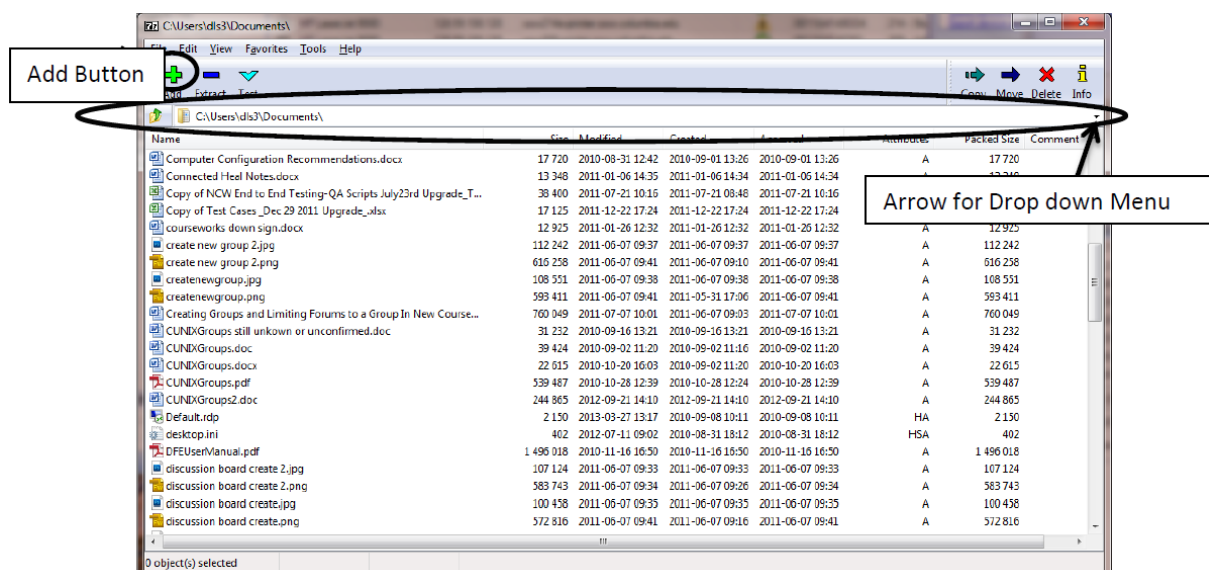 C:\Users\dls3\Documents\
File Edit View Favorites Tools Help
Add Button
Add Extract Test Copy Move Delete Info
C:\Users\dls3\Documents\
Name Size Modified Created Accessed Attributes Packed Size Comment
Computer Configuration Recommendations.docx 17 720 2010-08-31 12:42 2010-09-01 13:26 2010-09-01 13:26 A 17 720
Connected Heal Notes.docx 13 348 2011-01-06 14:35 2011-01-06 14:34 2011-01-06 14:34 A 13 348
Copy of NCW End to End Testing-QA Scripts July23rd Upgrade_T... 38 400 2011-07-21 10:16 2011-07-21 08:48 2011-07-21 10:16
Arrow for Drop down Menu
Copy of Test Cases _Dec 29 2011 Upgrade_.xlsx 17 125 2011-12-22 17:24 2011-12-22 17:24 2011-12-22 17:24
courseworks down sign.docx 12 925 2011-01-26 12:32 2011-01-26 12:32 2011-01-26 12:32 A 12 925
create new group 2.jpg 112 242 2011-06-07 09:37 2011-06-07 09:37 2011-06-07 09:37 A 112 242
create new group 2.png 616 258 2011-06-07 09:41 2011-06-07 09:10 2011-06-07 09:41 A 616 258
createnewgroup.jpg 108 551 2011-06-07 09:38 2011-06-07 09:38 2011-06-07 09:38 A 108 551
createnewgroup.png 593 411 2011-06-07 09:41 2011-05-31 17:06 2011-06-07 09:41 A 593 411
Creating Groups and Limiting Forums to a Group In New Course... 760 049 2011-07-07 10:01 2011-06-07 09:03 2011-07-07 10:01 A 760 049
CUNIXGroups still unkown or unconfirmed.doc 31 232 2010-09-16 13:21 2010-09-16 13:21 2010-09-16 13:21 A 31 232
CUNIXGroups.doc 39 424 2010-09-02 11:20 2010-09-02 11:16 2010-09-02 11:20 A 39 424
CUNIXGroups.docx 22 615 2010-10-20 16:03 2010-09-02 11:20 2010-10-20 16:03 A 22 615
CUNIXGroups.pdf 539 487 2010-10-28 12:39 2010-10-28 12:24 2010-10-28 12:39 A 539 487
CUNIXGroups2.doc 244 865 2012-09-21 14:10 2012-09-21 14:10 2012-09-21 14:10 A 244 865
Default.rdp 2 150 2013-03-27 13:17 2010-09-08 10:11 2010-09-08 10:11 HA 2 150
desktop.ini 402 2012-07-11 09:02 2010-08-31 18:12 2010-08-31 18:12 HSA 402
DFEUserManual.pdf 1 496 018 2010-11-16 16:50 2010-11-16 16:50 2010-11-16 16:50 A 1 496 018
discussion board create 2.jpg 107 124 2011-06-07 09:33 2011-06-07 09:33 2011-06-07 09:33 A 107 124
discussion board create 2.png 583 743 2011-06-07 09:34 2011-06-07 09:26 2011-06-07 09:34 A 583 743
discussion board create.jpg 100 458 2011-06-07 09:35 2011-06-07 09:35 2011-06-07 09:35 A 100 458
discussion board create.png 572 816 2011-06-07 09:41 2011-06-07 09:16 2011-06-07 09:41 A 572 816
0 object(s) selected